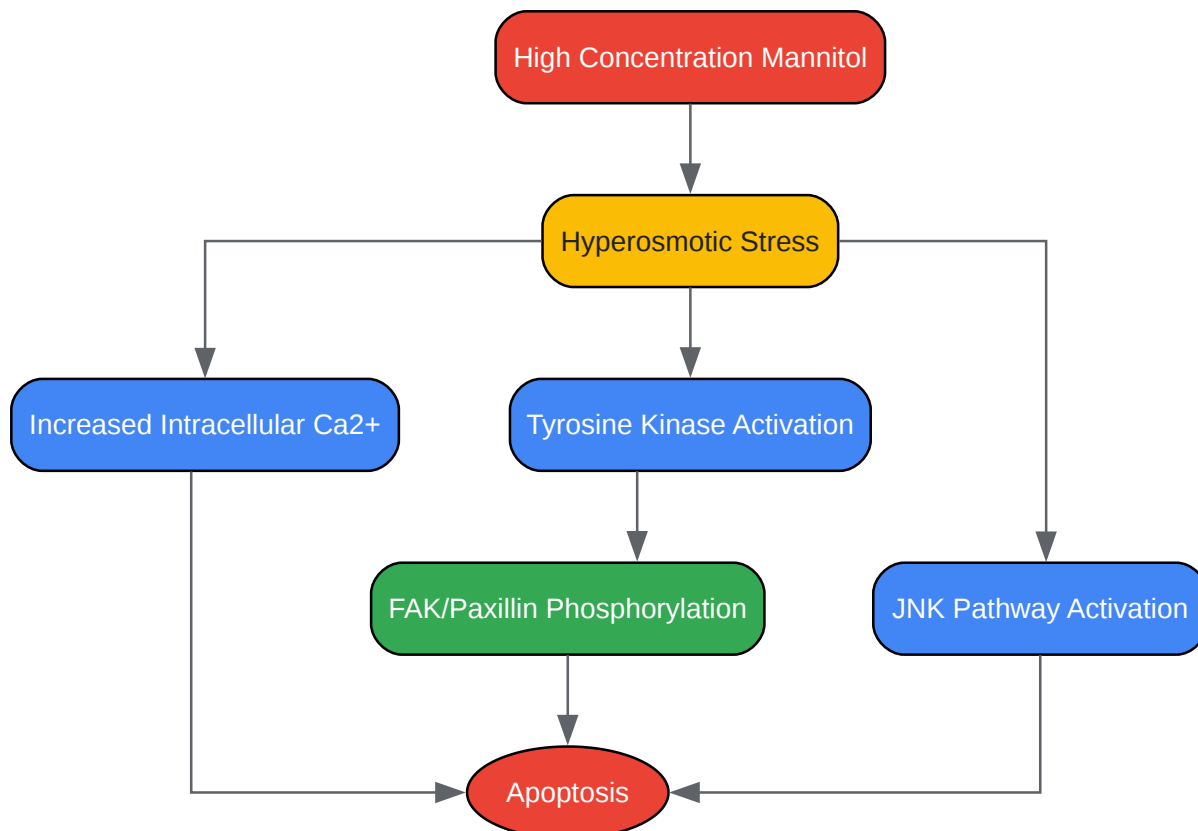 High Concentration Mannitol
Hyperosmotic Stress
Increased Intracellular Ca2+
Tyrosine Kinase Activation
FAK/Paxillin Phosphorylation
JNK Pathway Activation
Apoptosis